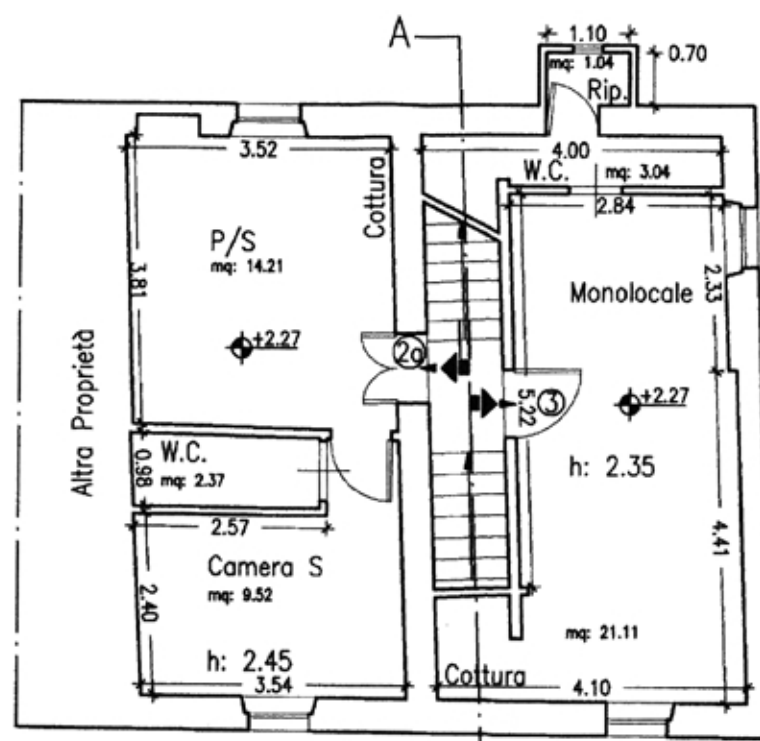 A
1.10
mq: 1.04
0.70
Rip.
3.52
4.00
W.C.
mq: 3.04
2.84
Cottura
P/S
mq: 14.21
3.81
2.33
Monolocale
+2.27
2a
3
5.22
+2.27
Altra Proprietà
W.C.
mq: 2.37
0.98
h: 2.35
2.57
4.41
Camera S
mq: 9.52
2.40
mq: 21.11
h: 2.45
3.54
Cottura
4.10